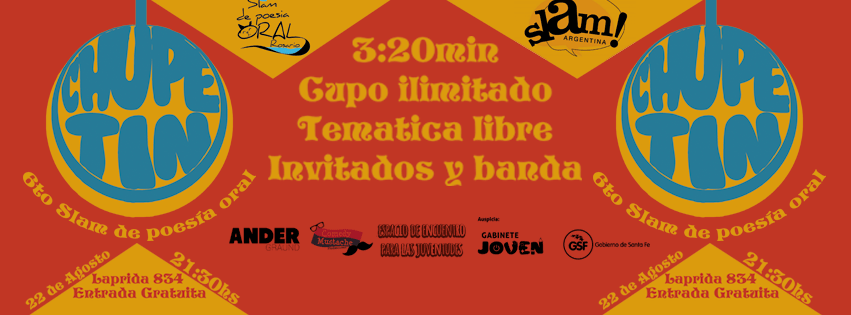 Slam
de poesía
ORAL
Rosario
slam!
ARGENTINA
3:20min
Cupo ilimitado
Tematica libre
Invitados y banda
CHUPE
TIN
6to Slam de poesía oral
22 de Agosto
21:30hs
Laprida 834
Entrada Gratuita
ANDER
Mustache
ESPACIO DE ENCUENTRO
PARA LAS JUVENTUDES
Auspicia:
GABINETE
JOVEN
GSF
Gobierno de Santa Fe
CHUPE
TIN
6to Slam de poesía oral
22 de Agosto
21:30hs
Laprida 834
Entrada Gratuita